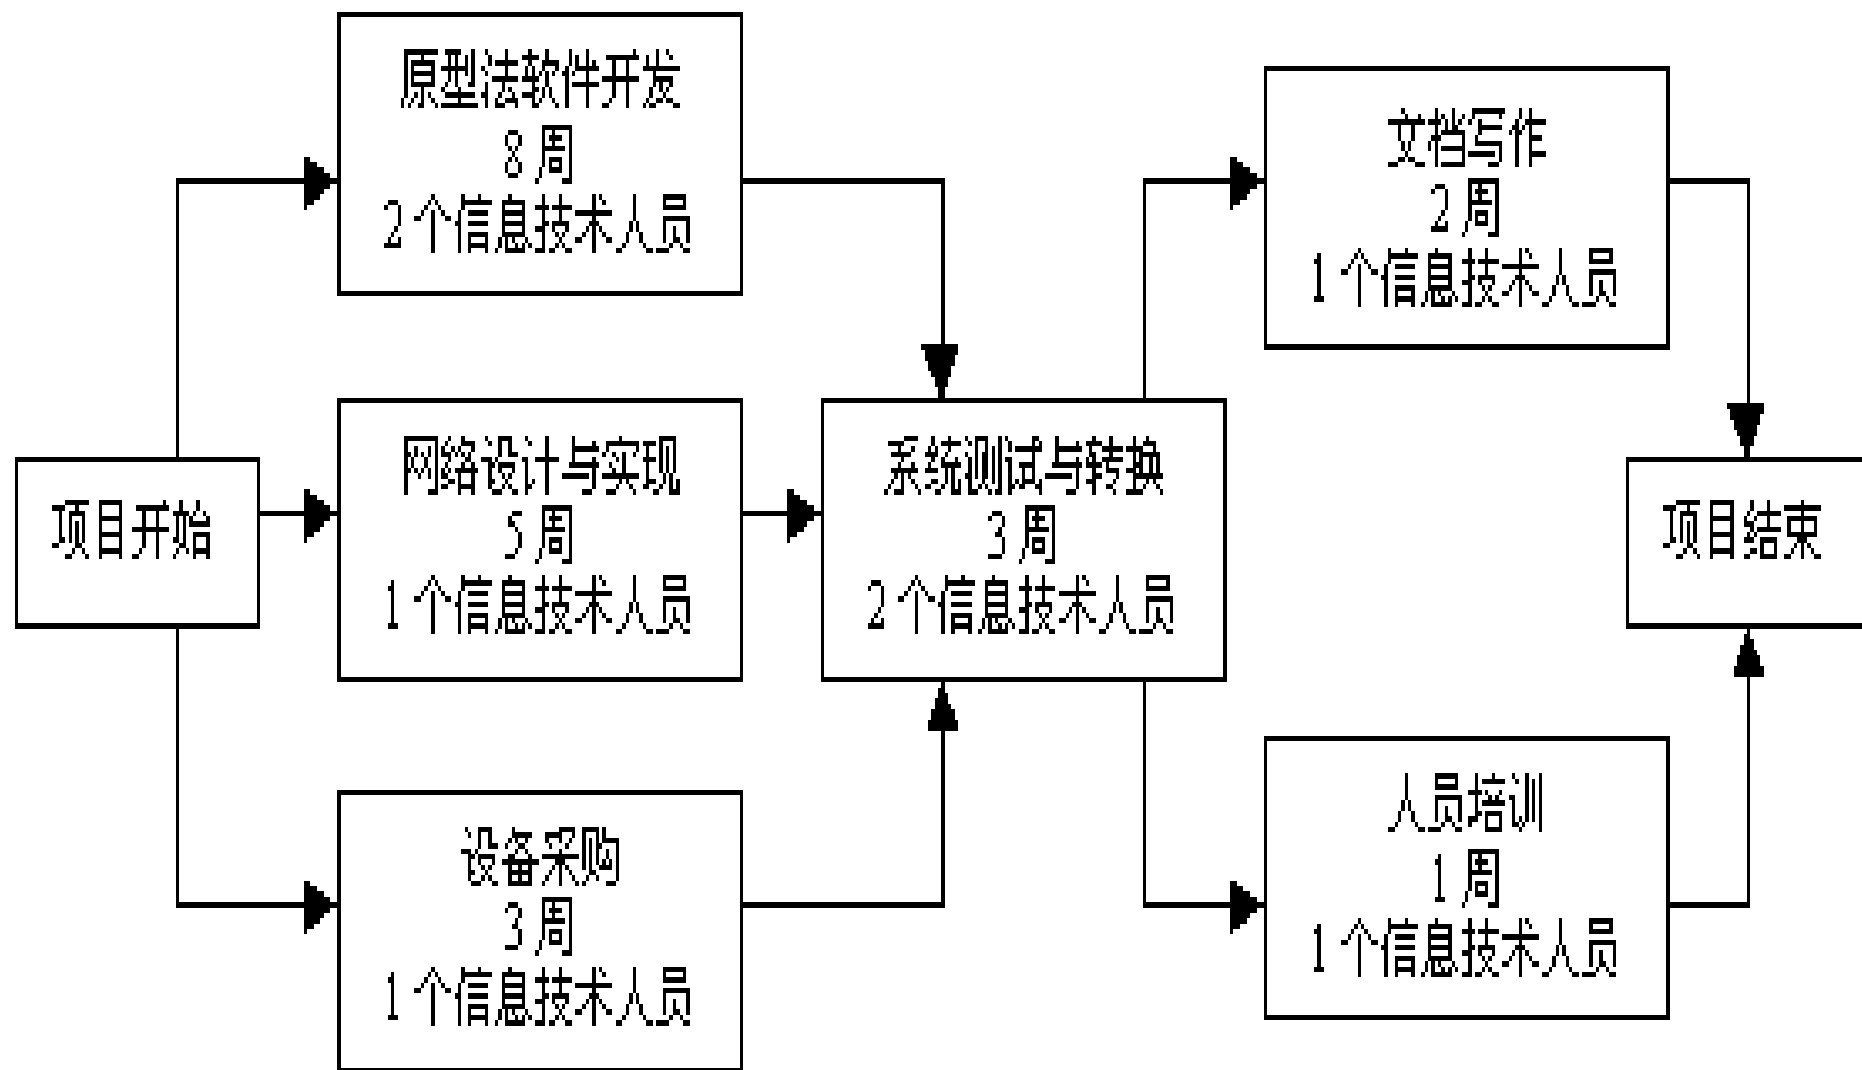 项目开始
原型法软件开发
8 周
2 个信息技术人员
网络设计与实现
5 周
1 个信息技术人员
设备采购
3 周
1 个信息技术人员
系统测试与转换
3 周
2 个信息技术人员
文档写作
2 周
1 个信息技术人员
人员培训
1 周
1 个信息技术人员
项目结束